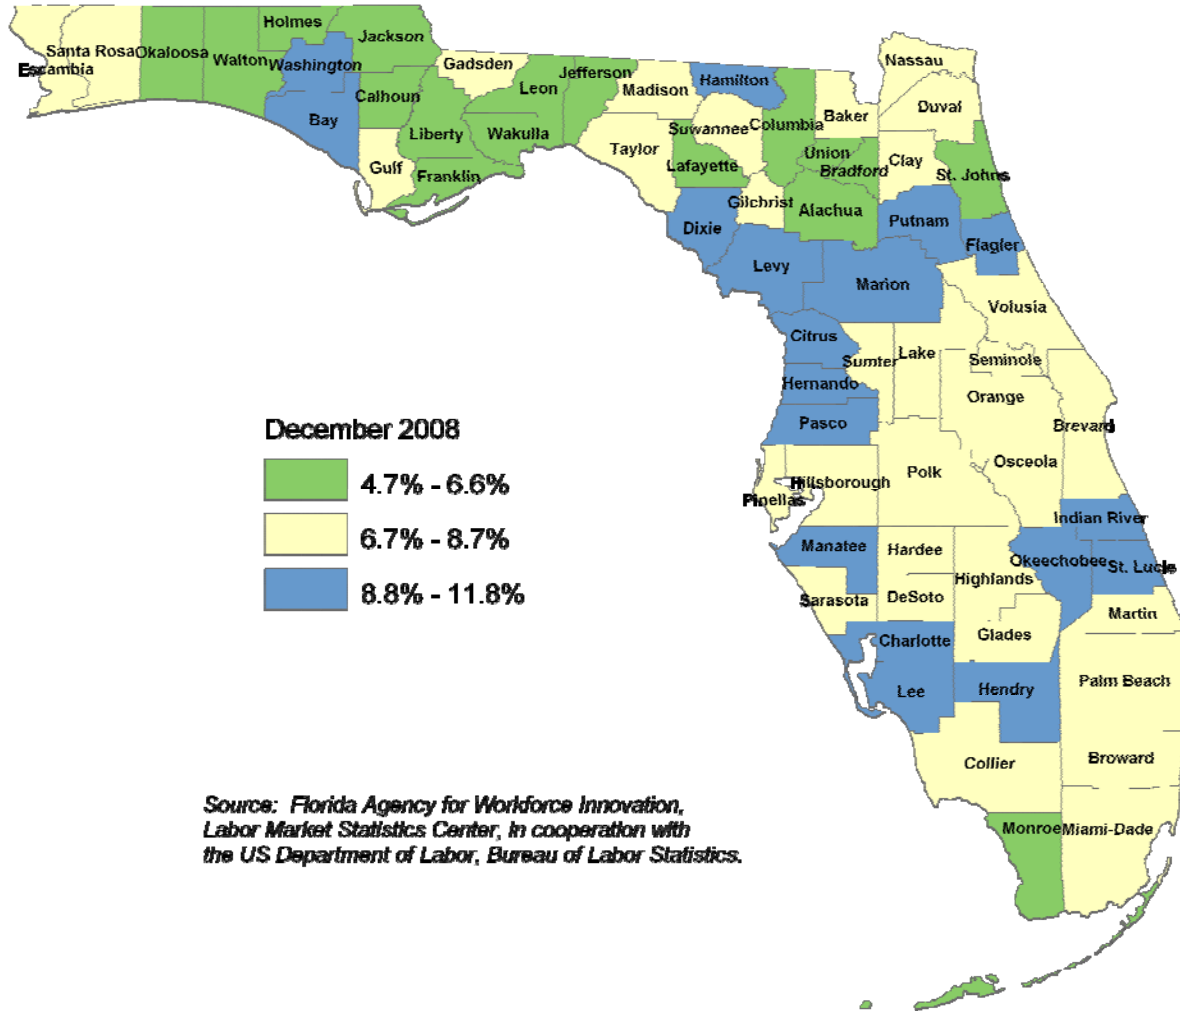 Holmes
Jackson
Santa Rosa
Okaloosa
Walton
Washington
Escambia
Gadsden
Jefferson
Leon
Calhoun
Bay
Liberty
Wakulla
Gulf
Franklin
Madison
Hamilton
Nassau
Duval
Baker
Suwannee
Columbia
Taylor
Lafayette
Union
Bradford
Clay
St. Johns
Gilchrist
Alachua
Putnam
Dixie
Flagler
Levy
Marion
Volusia
Citrus
Sumter
Lake
Seminole
Hernando
Orange
Pasco
Brevard
Osceola
Polk
Hillsborough
Pinellas
Indian River
Manatee
Hardee
Okeechobee
St. Lucie
Highlands
Sarasota
DeSoto
Martin
Charlotte
Glades
Palm Beach
Lee
Hendry
Collier
Broward
Monroe
Miami-Dade
December 2008
4.7% - 6.6%
6.7% - 8.7%
8.8% - 11.8%
Source: Florida Agency for Workforce Innovation,
Labor Market Statistics Center, in cooperation with
the US Department of Labor, Bureau of Labor Statistics.